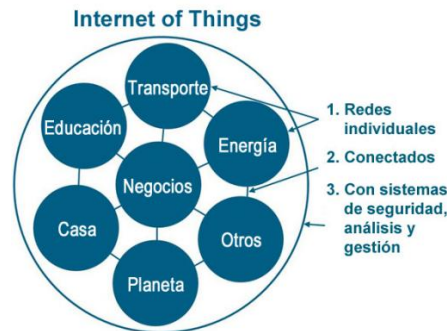 Internet of Things
Transporte
Educación
Energía
Negocios
Casa
Otros
Planeta
1. Redes
individuales
2. Conectados
3. Con sistemas
de seguridad,
análisis y
gestión